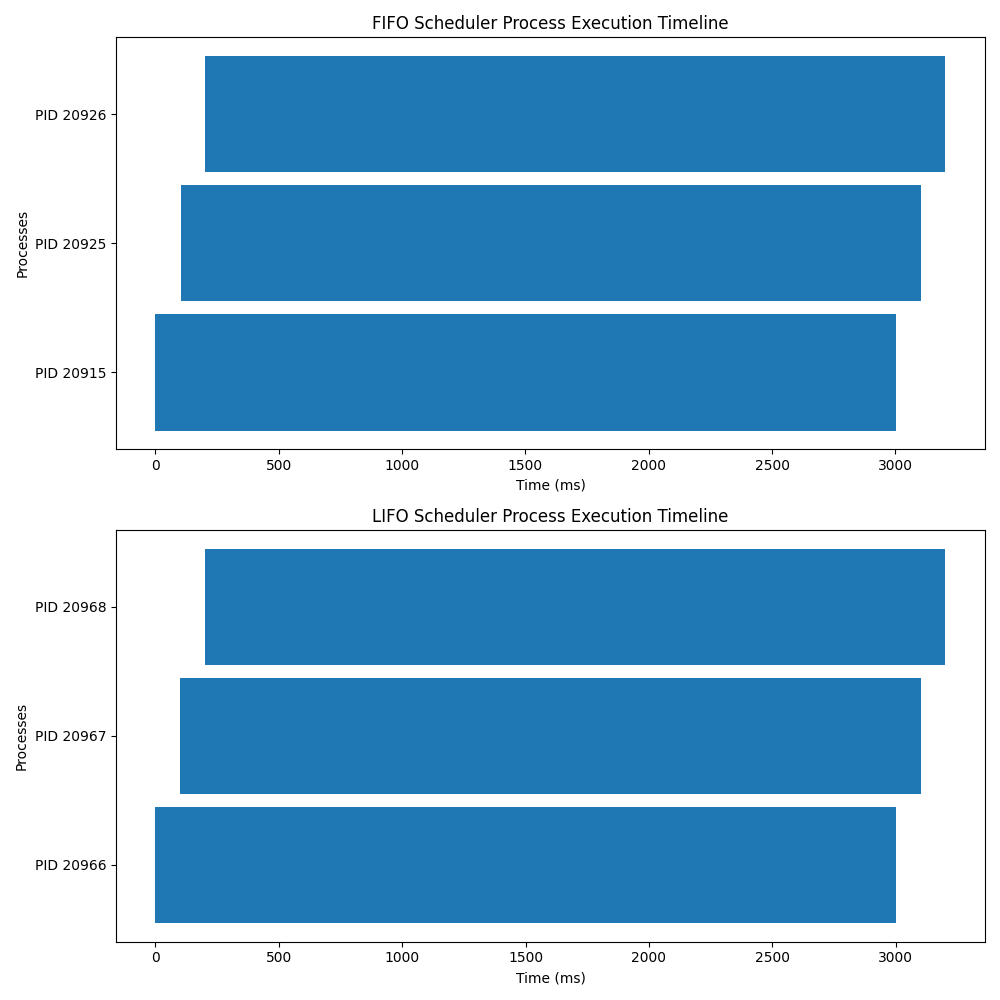 FIFO Scheduler Process Execution Timeline
Processes
PID 20926
PID 20925
PID 20915
0 500 1000 1500 2000 2500 3000
Time (ms)
LIFO Scheduler Process Execution Timeline
Processes
PID 20968
PID 20967
PID 20966
0 500 1000 1500 2000 2500 3000
Time (ms)